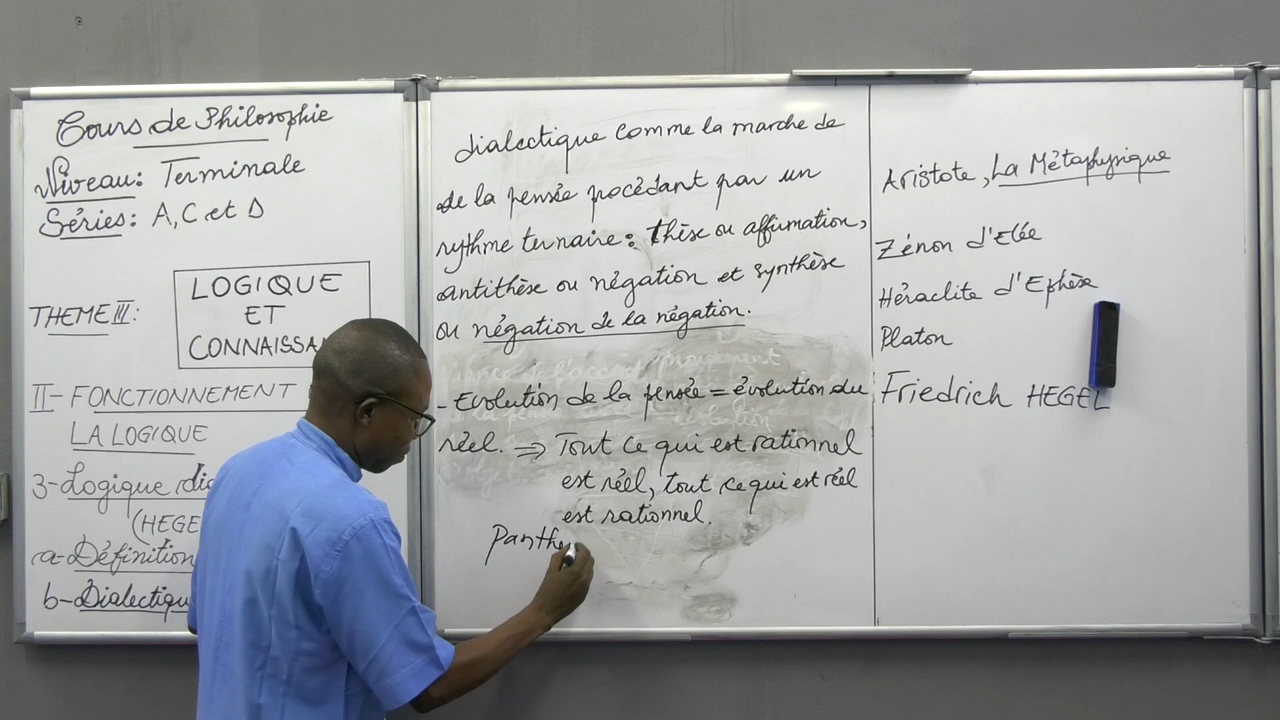 Cours de Philosophie
Niveau: Terminale
Séries: A, C et D
THEME III:
LOGIQUE
ET
CONNAISSA
II- FONCTIONNEMENT
LA LOGIQUE
3- Logique dia
(HEGE
a- Définition
b- Dialectiqu
dialectique comme la marche de
de la pensée procédant par un
rythme ternaire: thèse ou affirmation,
antithèse ou négation et synthèse
ou négation de la négation.
- Evolution de la pensée = évolution du
réel. ⇒ Tout ce qui est rationnel
est réel, tout ce qui est réel
est rationnel.
Panthe
Aristote, La Métaphysique
Zénon d'Elée
Héraclite d'Ephèse
Platon
Friedrich HEGEL